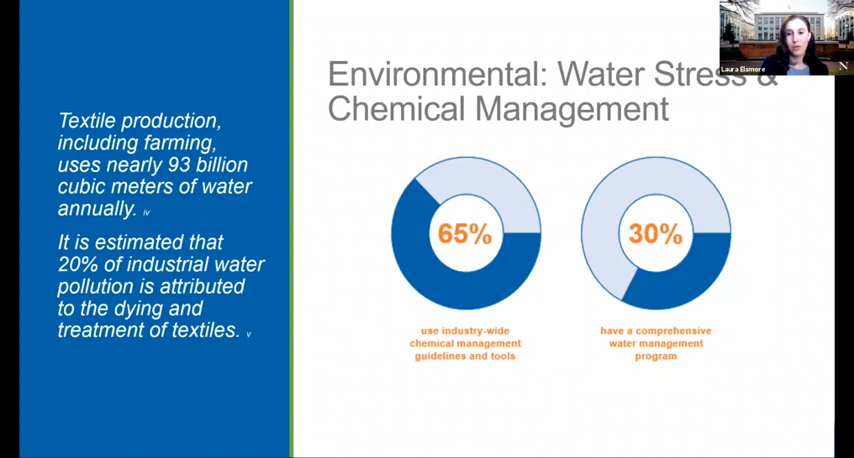 Textile production,
including farming,
uses nearly 93 billion
cubic meters of water
annually. iv
It is estimated that
20% of industrial water
pollution is attributed
to the dying and
treatment of textiles. v
Environmental: Water Stress &
Chemical Management
65%
use industry-wide
chemical management
guidelines and tools
30%
have a comprehensive
water management
program
Laura Elsmore
N